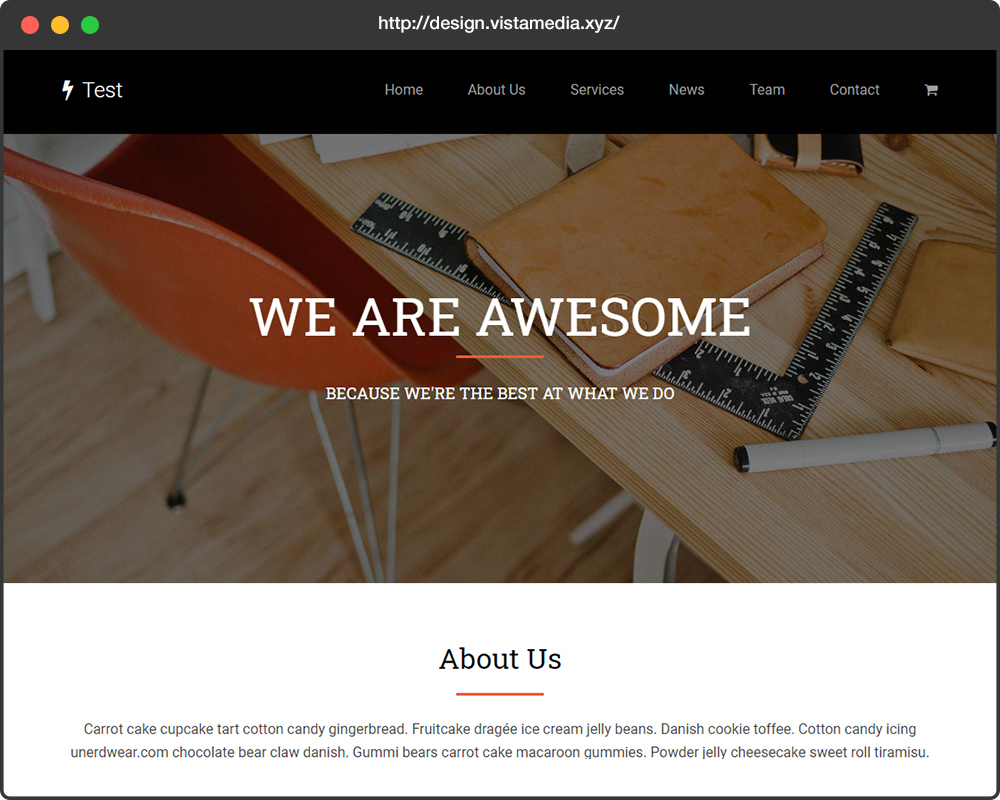 http://design.vistamedia.xyz/
Test
Home About Us Services News Team Contact
WE ARE AWESOME
BECAUSE WE'RE THE BEST AT WHAT WE DO
About Us
Carrot cake cupcake tart cotton candy gingerbread. Fruitcake dragée ice cream jelly beans. Danish cookie toffee. Cotton candy icing
unerdwear.com chocolate bear claw danish. Gummi bears carrot cake macaroon gummies. Powder jelly cheesecake sweet roll tiramisu.